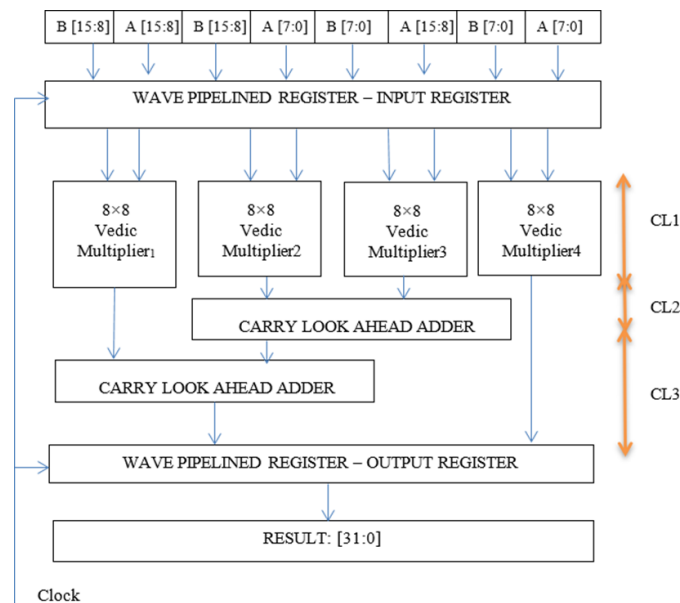 B [15:8] A [15:8] B [15:8] A [7:0] B [7:0] A [15:8] B [7:0] A [7:0]
WAVE PIPELINED REGISTER – INPUT REGISTER
8×8
Vedic
Multiplier1
8×8
Vedic
Multiplier2
8×8
Vedic
Multiplier3
8×8
Vedic
Multiplier4
CL1
CL2
CARRY LOOK AHEAD ADDER
CARRY LOOK AHEAD ADDER
CL3
WAVE PIPELINED REGISTER – OUTPUT REGISTER
RESULT: [31:0]
Clock